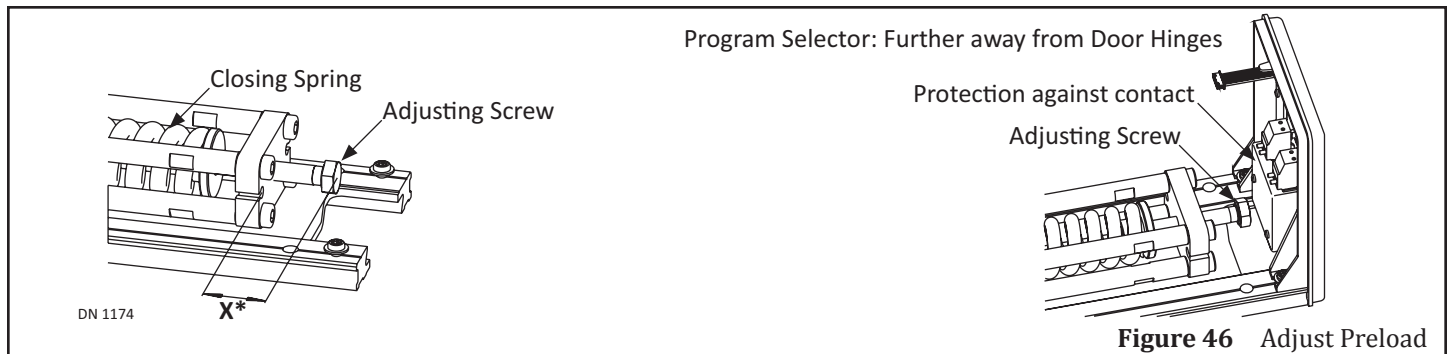 Program Selector: Further away from Door Hinges
Closing Spring
Adjusting Screw
Protection against contact
Adjusting Screw
X*
DN 1174
Figure 46 Adjust Preload